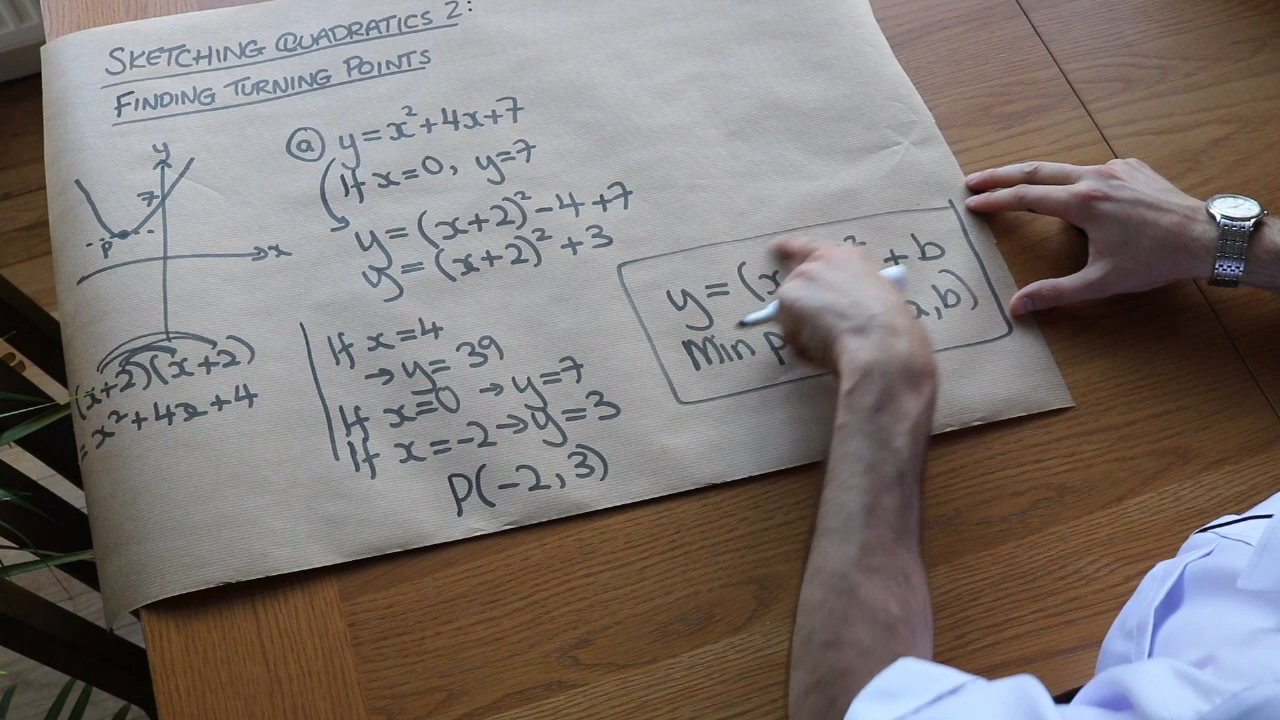 SKETCHING QUADRATICS 2:
FINDING TURNING POINTS
y
7
P
x
(x+2)(x+2)
= x²+4x+4
ⓐ y=x²+4x+7
If x=0, y=7
y=(x+2)²-4+7
y=(x+2)²+3
If x=4
→y=39
If x=0 →y=7
If x=-2→y=3
P(-2,3)
y=(x ² + b
Min a,b)